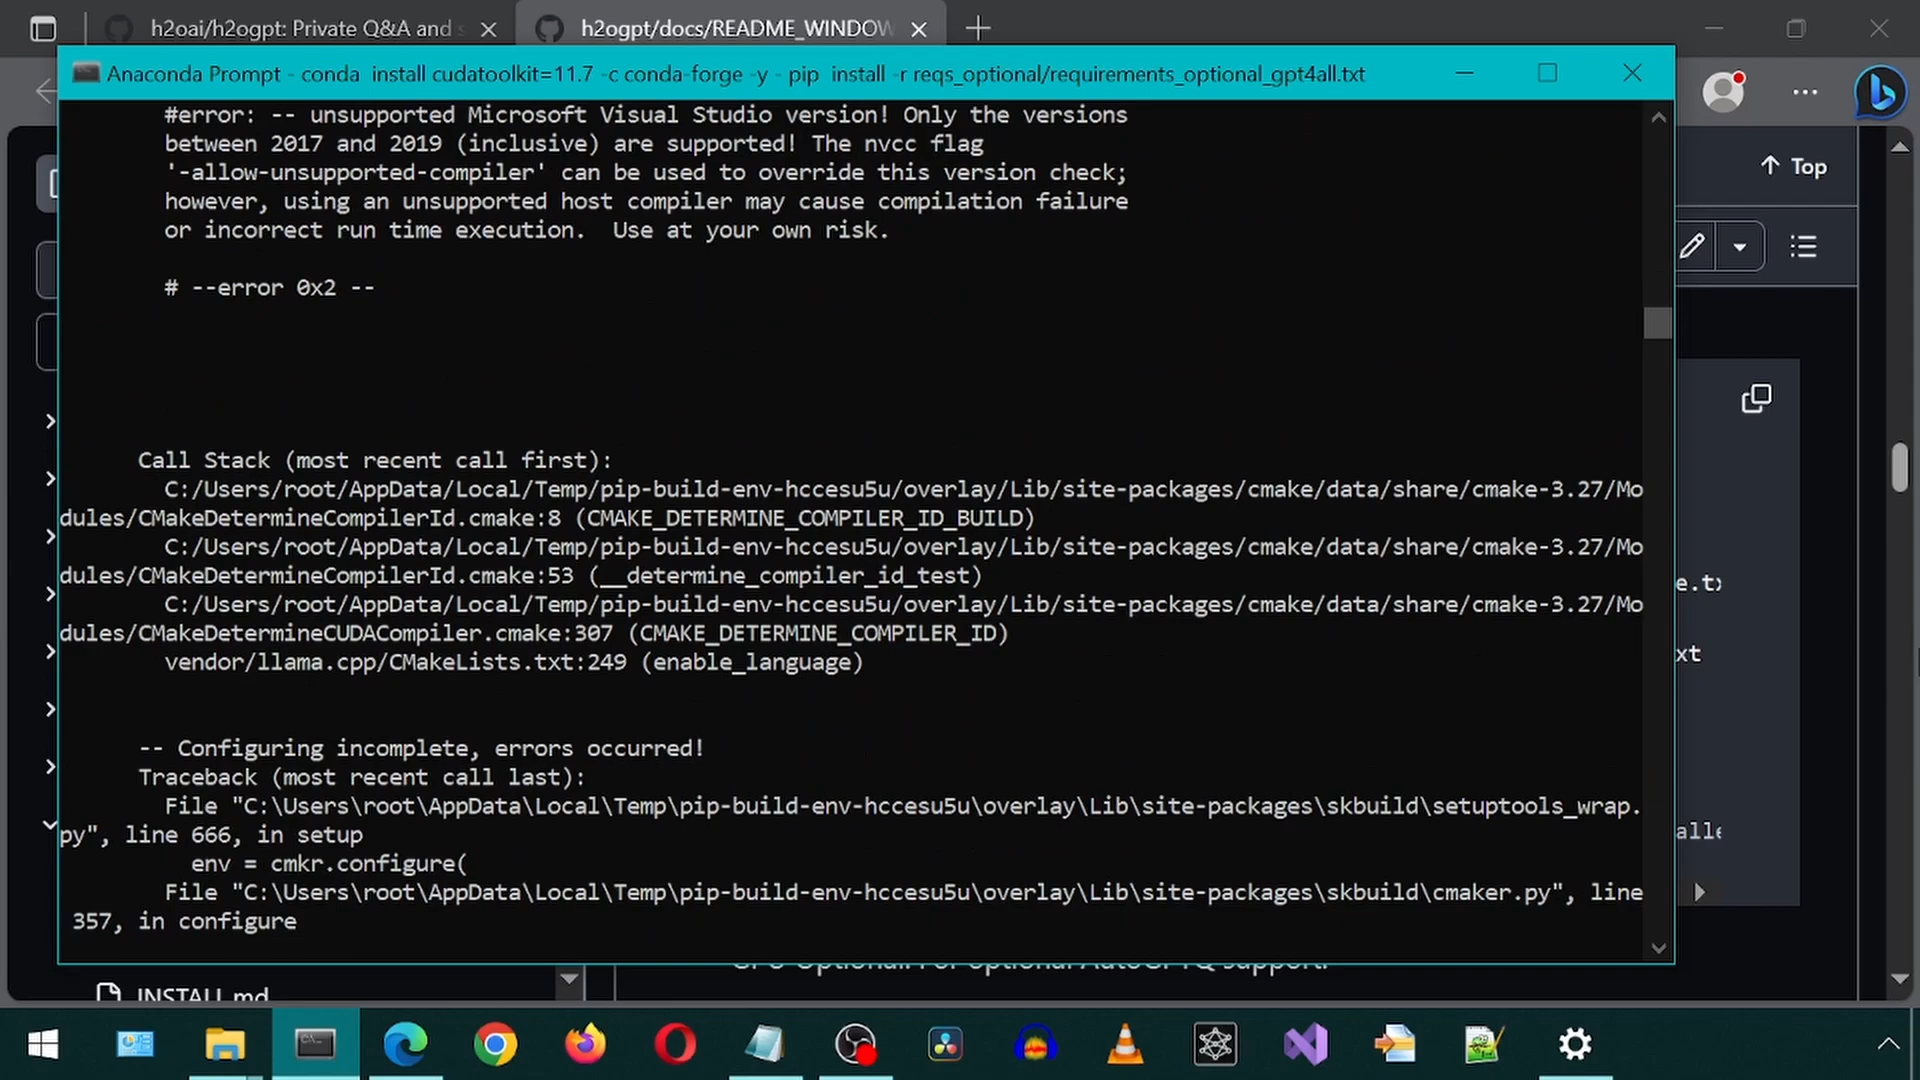 h2oai/h2ogpt: Private Q&A and
h2ogpt/docs/README_WINDOW
Anaconda Prompt - conda  install cudatoolkit=11.7 -c conda-forge -y - pip  install -r reqs_optional/requirements_optional_gpt4all.txt
#error: -- unsupported Microsoft Visual Studio version! Only the versions
between 2017 and 2019 (inclusive) are supported! The nvcc flag
'-allow-unsupported-compiler' can be used to override this version check;
however, using an unsupported host compiler may cause compilation failure
or incorrect run time execution.  Use at your own risk.
# --error 0x2 --
Call Stack (most recent call first):
C:/Users/root/AppData/Local/Temp/pip-build-env-hccesu5u/overlay/Lib/site-packages/cmake/data/share/cmake-3.27/Mo
dules/CMakeDetermineCompilerId.cmake:8 (CMAKE_DETERMINE_COMPILER_ID_BUILD)
C:/Users/root/AppData/Local/Temp/pip-build-env-hccesu5u/overlay/Lib/site-packages/cmake/data/share/cmake-3.27/Mo
dules/CMakeDetermineCompilerId.cmake:53 (__determine_compiler_id_test)
C:/Users/root/AppData/Local/Temp/pip-build-env-hccesu5u/overlay/Lib/site-packages/cmake/data/share/cmake-3.27/Mo
dules/CMakeDetermineCUDACompiler.cmake:307 (CMAKE_DETERMINE_COMPILER_ID)
vendor/llama.cpp/CMakeLists.txt:249 (enable_language)
-- Configuring incomplete, errors occurred!
Traceback (most recent call last):
File "C:\Users\root\AppData\Local\Temp\pip-build-env-hccesu5u\overlay\Lib\site-packages\skbuild\setuptools_wrap.
py", line 666, in setup
env = cmkr.configure(
File "C:\Users\root\AppData\Local\Temp\pip-build-env-hccesu5u\overlay\Lib\site-packages\skbuild\cmaker.py", line
357, in configure
Top
e.tx
xt
alle
INSTALL.md